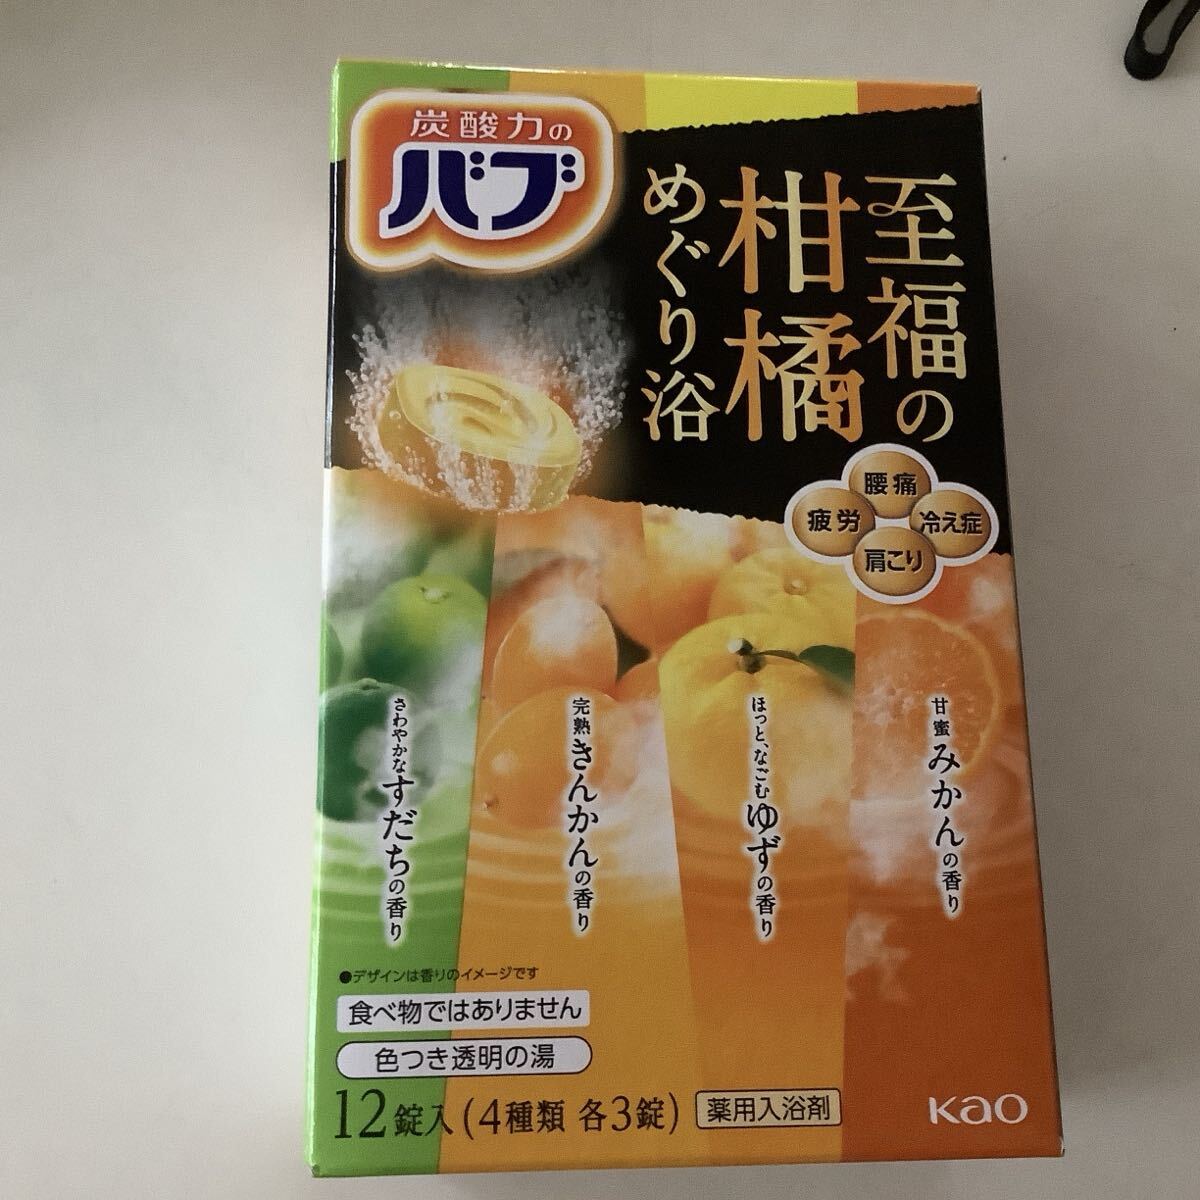 炭酸力の
バブ
至福の
柑橘
めぐり浴
腰痛
疲労
冷え症
肩こり
さわやかな すだちの香り
完熟 きんかんの香り
ほっと、なごむ ゆずの香り
甘蜜 みかんの香り
●デザインは香りのイメージです
食べ物ではありません
色つき透明の湯
12錠入(4種類 各3錠)
薬用入浴剤
Kao